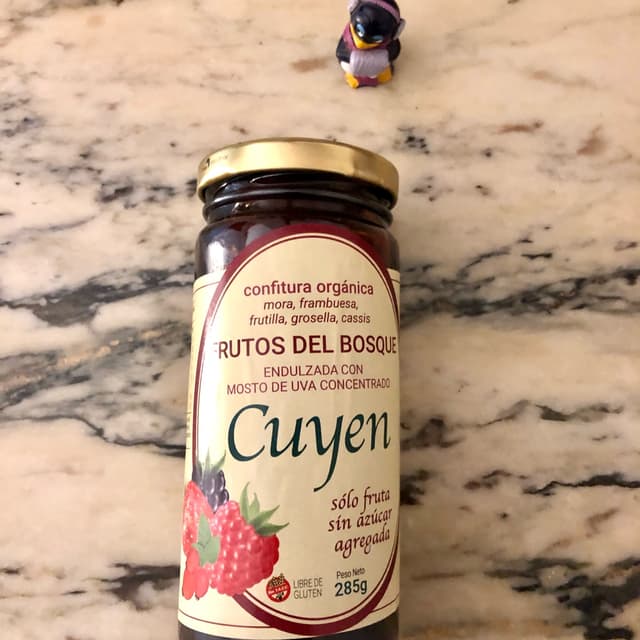 confitura orgánica
mora, frambuesa,
frutilla, grosella, cassis
FRUTOS DEL BOSQUE
ENDULZADA CON
MOSTO DE UVA CONCENTRADO
Cuyen
sólo fruta
sin azúcar
agregada
Peso Neto
285g
LIBRE DE
GLUTEN